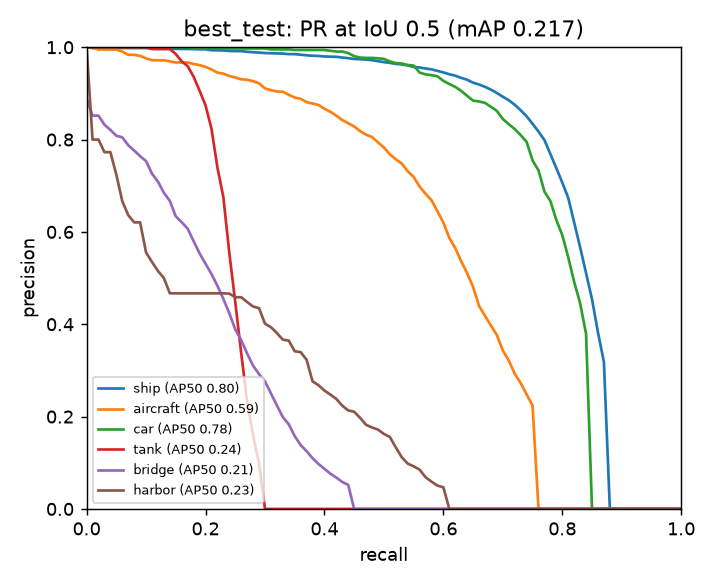 best_test: PR at IoU 0.5 (mAP 0.217)
1.0
0.8
0.6
0.4
0.2
0.0
precision
ship (AP50 0.80)
aircraft (AP50 0.59)
car (AP50 0.78)
tank (AP50 0.24)
bridge (AP50 0.21)
harbor (AP50 0.23)
0.0 0.2 0.4 0.6 0.8 1.0
recall